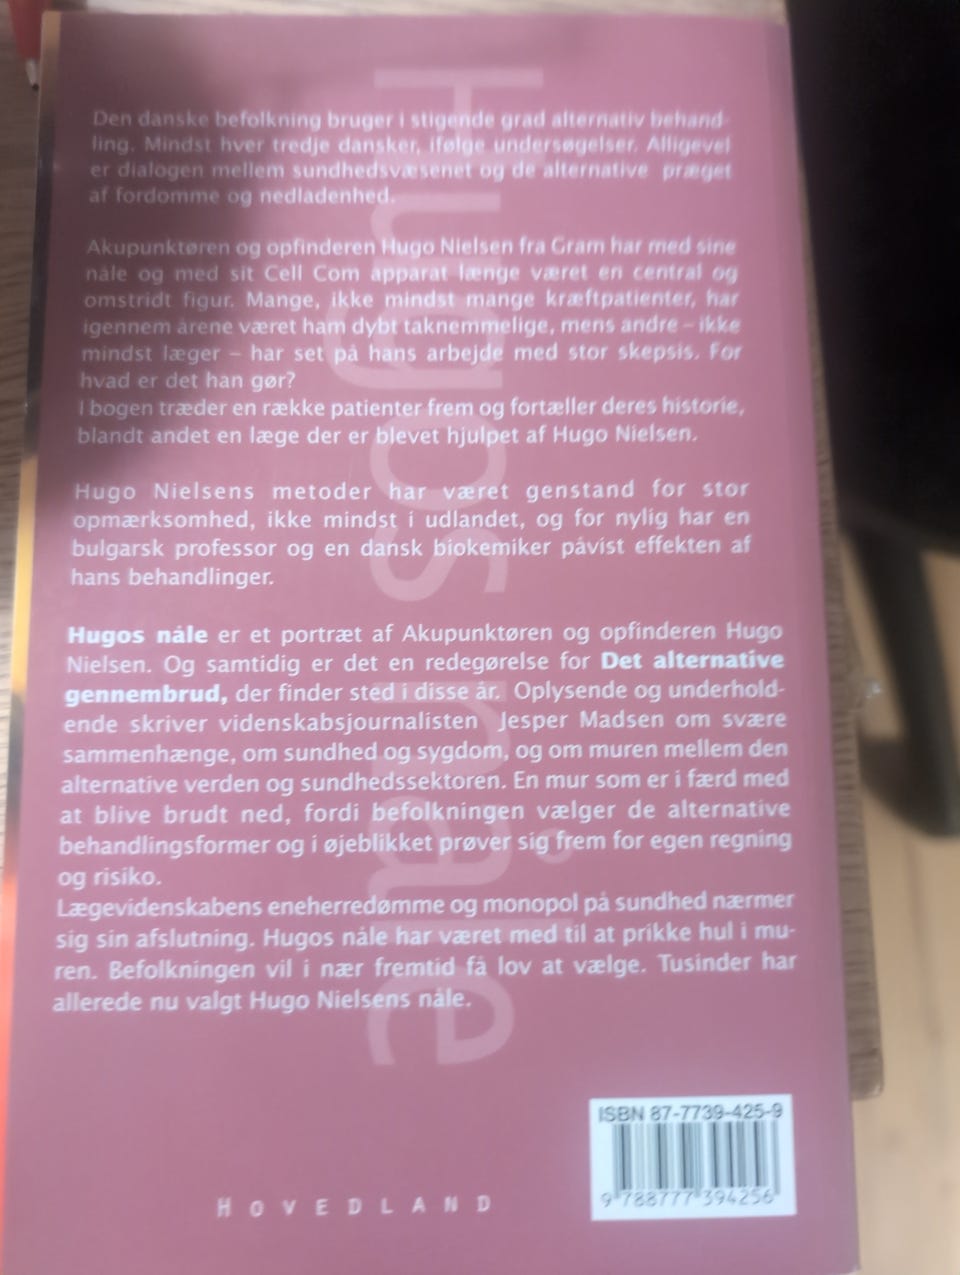 Den danske befolkning bruger i stigende grad alternativ behand-
ling. Mindst hver tredje dansker, ifølge undersøgelser. Alligevel
er dialogen mellem sundhedsvæsenet og de alternative præget
af fordomme og nedladenhed.
Akupunktøren og opfinderen Hugo Nielsen fra Gram har med sine
nåle og med sit Cell Com apparat længe været en central og
omstridt figur. Mange, ikke mindst mange kræftpatienter, har
igennem årene været ham dybt taknemmelige, mens andre – ikke
mindst læger – har set på hans arbejde med stor skepsis. For
hvad er det han gør?
I bogen træder en række patienter frem og fortæller deres historie,
blandt andet en læge der er blevet hjulpet af Hugo Nielsen.
Hugo Nielsens metoder har været genstand for stor
opmærksomhed, ikke mindst i udlandet, og for nylig har en
bulgarsk professor og en dansk biokemiker påvist effekten af
hans behandlinger.
Hugos nåle er et portræt af Akupunktøren og opfinderen Hugo
Nielsen. Og samtidig er det en redegørelse for Det alternative
gennembrud, der finder sted i disse år. Oplysende og underhold-
ende skriver videnskabsjournalisten Jesper Madsen om svære
sammenhænge, om sundhed og sygdom, og om muren mellem den
alternative verden og sundhedssektoren. En mur som er i færd med
at blive brudt ned, fordi befolkningen vælger de alternative
behandlingsformer og i øjeblikket prøver sig frem for egen regning
og risiko.
Lægevidenskabens eneherredømme og monopol på sundhed nærmer
sig sin afslutning. Hugos nåle har været med til at prikke hul i mu-
ren. Befolkningen vil i nær fremtid få lov at vælge. Tusinder har
allerede nu valgt Hugo Nielsens nåle.
Hugos nåle
ISBN 87-7739-425-9
9 788777 394256
HOVEDLAND